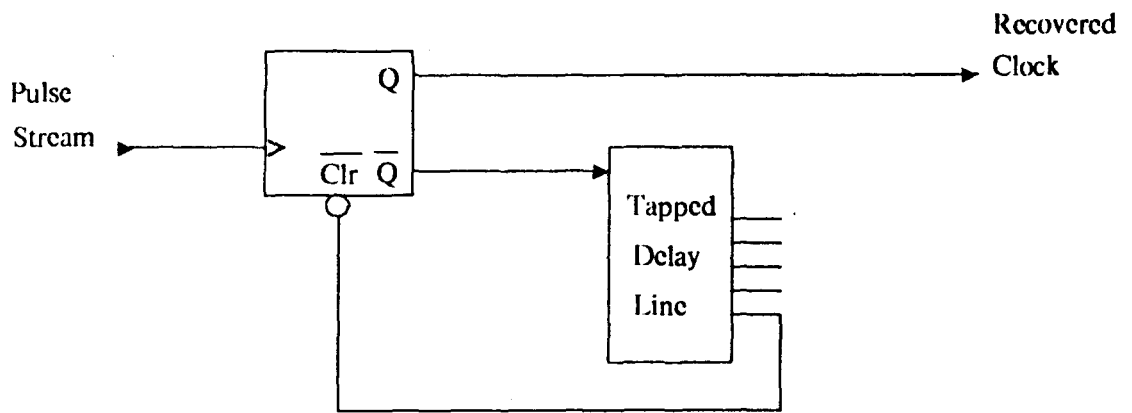 Recovered
Clock
Pulse
Stream
Q
Clr Q
Tapped
Delay
Line